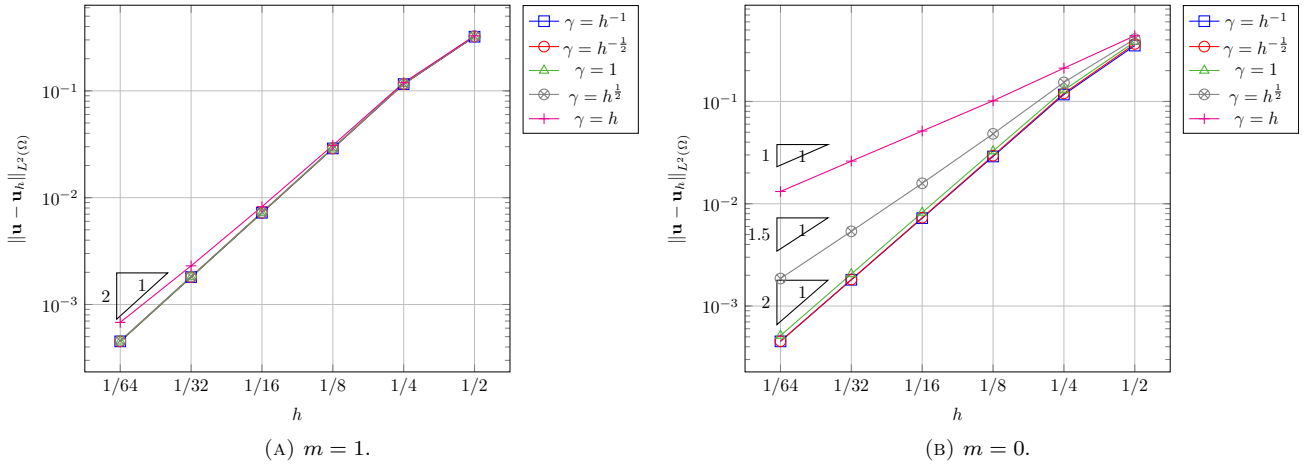 10⁻¹
10⁻²
10⁻³
‖u − u_h‖_{L²(Ω)}
1/64 1/32 1/16 1/8 1/4 1/2
h
2
1
γ = h⁻¹
γ = h^{-1/2}
γ = 1
γ = h^{1/2}
γ = h
(A) m = 1.
10⁻¹
10⁻²
10⁻³
‖u − u_h‖_{L²(Ω)}
1/64 1/32 1/16 1/8 1/4 1/2
h
1
1
1.5
1
2
1
γ = h⁻¹
γ = h^{-1/2}
γ = 1
γ = h^{1/2}
γ = h
(B) m = 0.